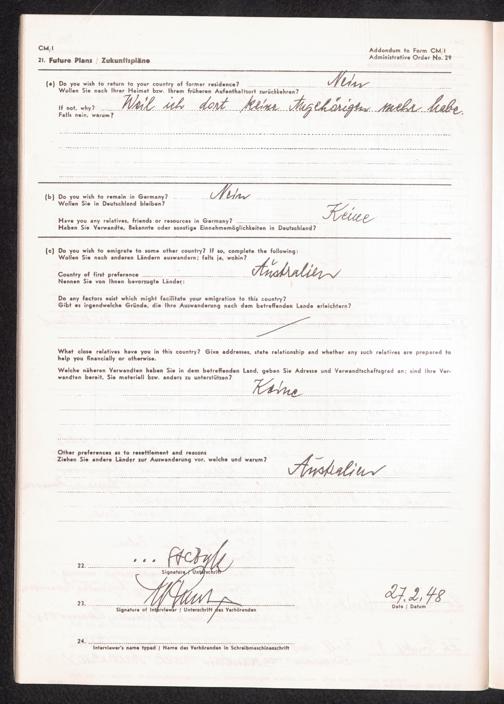 CM/1
Addendum to Form CM/1
Administrative Order No. 29
21. Future Plans / Zukunftspläne
(a) Do you wish to return to your country of former residence? Nein
Wollen Sie nach Ihrer Heimat bzw. Ihrem früheren Aufenthaltsort zurückkehren?
If not, why? Weil ich dort keine Angehörigen mehr habe.
Falls nein, warum?
(b) Do you wish to remain in Germany? Nein
Wollen Sie in Deutschland bleiben?
Have you any relatives, friends or resources in Germany? Keine
Haben Sie Verwandte, Bekannte oder sonstige Einnahmemöglichkeiten in Deutschland?
(c) Do you wish to emigrate to some other country? If so, complete the following:
Wollen Sie nach anderen Ländern auswandern; falls je, wohin?
Country of first preference Australien
Nennen Sie von Ihnen bevorzugte Länder:
Do any factors exist which might facilitate your emigration to this country?
Gibt es irgendwelche Gründe, die Ihre Auswanderung nach dem betreffenden Lande erleichtern?
What close relatives have you in this country? Give addresses, state relationship and whether any such relatives are prepared to
help you financially or otherwise.
Welche näheren Verwandten haben Sie in dem betreffenden Land, geben Sie Adresse und Verwandtschaftsgrad an; sind Ihre Ver-
wandten bereit, Sie materiell bzw. anders zu unterstützen?
Keine
Other preferences as to resettlement and reasons
Ziehen Sie andere Länder zur Auswanderung vor, welche und warum?
Australien
22. ...
Signature / Unterschrift
23. 27.2.48
Signature of Interviewer / Unterschrift des Verhörenden Date / Datum
24.
Interviewer's name typed / Name des Verhörenden in Schreibmaschinenschrift